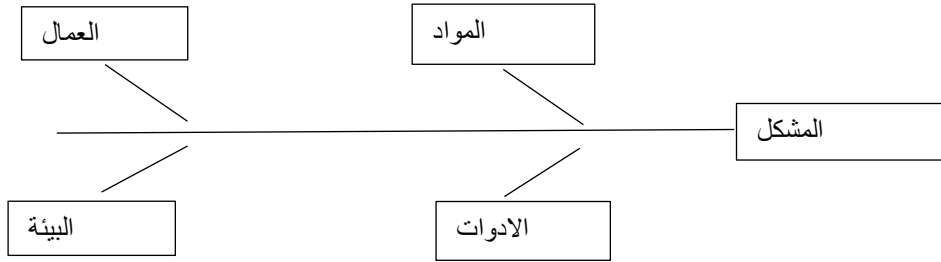 العمال
المواد
المشكل
البيئة
الادوات